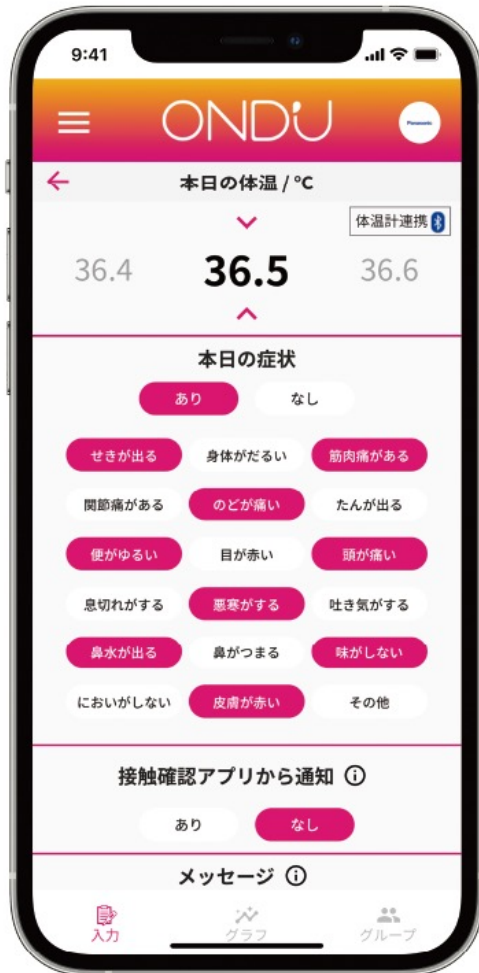 9:41
ONDU
Panasonic
本日の体温 / ℃
体温計連携
36.4 36.5 36.6
本日の症状
あり なし
せきが出る 身体がだるい 筋肉痛がある
関節痛がある のどが痛い たんが出る
便がゆるい 目が赤い 頭が痛い
息切れがする 悪寒がする 吐き気がする
鼻水が出る 鼻がつまる 味がしない
においがしない 皮膚が赤い その他
接触確認アプリから通知
あり なし
メッセージ
入力 グラフ グループ